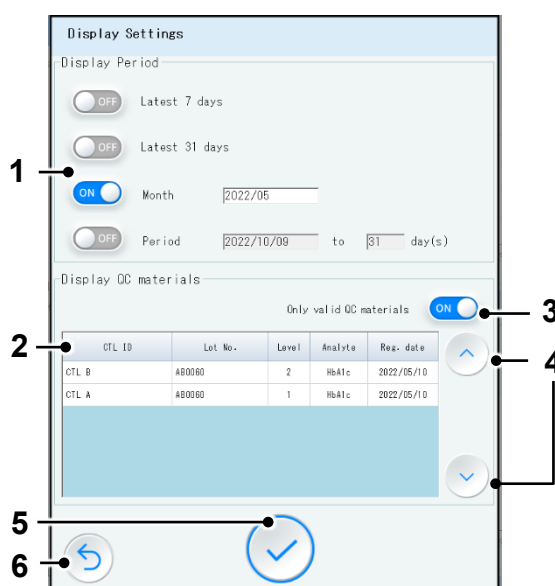 Display Settings
Display Period
OFF Latest 7 days
OFF Latest 31 days
1
ON Month 2022/05
OFF Period 2022/10/09 to 31 day(s)
Display QC materials
Only valid QC materials ON 3
2 CTL ID Lot No. Level Analyte Reg. date
4
CTL B AB0060 2 HbA1c 2022/05/10
CTL A AB0060 1 HbA1c 2022/05/10
5
6